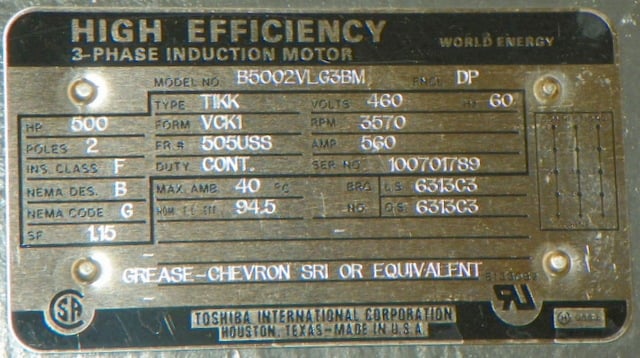 HIGH EFFICIENCY
3-PHASE INDUCTION MOTOR
WORLD ENERGY
MODEL NO. B5002VLG3BM ENCL DP
TYPE TIKK VOLTS 460 HZ 60
HP 500 FORM VCK1 RPM 3570
POLES 2 FR # 505USS AMP 560
INS. CLASS F DUTY CONT. SER NO. 100701789
NEMA DES. B MAX. AMB. 40 °C BRG L.S. 6313C3
NEMA CODE G NOM. 94.5 NO. O.S. 6313C3
SF 1.15
GREASE-CHEVRON SRI OR EQUIVALENT
TOSHIBA INTERNATIONAL CORPORATION
HOUSTON, TEXAS-MADE IN U.S.A.